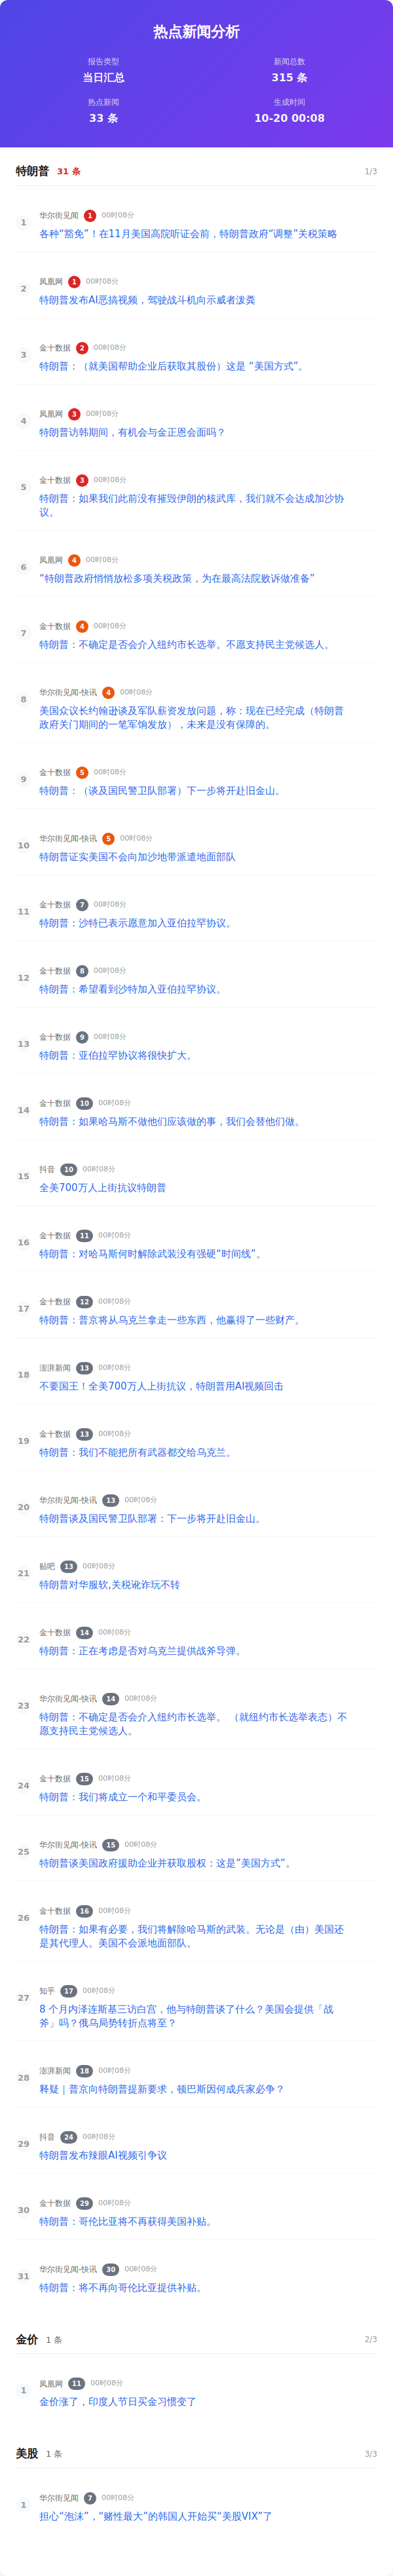 热点新闻分析
报告类型
当日汇总
新闻总数
315 条
热点新闻
33 条
生成时间
10-20 00:08
特朗普 31 条 1/3
1
华尔街见闻 1 00时08分
各种“豁免”！在11月美国高院听证会前，特朗普政府“调整”关税策略
2
凤凰网 1 00时08分
特朗普发布AI恶搞视频，驾驶战斗机向示威者泼粪
3
金十数据 2 00时08分
特朗普：（就美国帮助企业后获取其股份）这是 “美国方式”。
4
凤凰网 3 00时08分
特朗普访韩期间，有机会与金正恩会面吗？
5
金十数据 3 00时08分
特朗普：如果我们此前没有摧毁伊朗的核武库，我们就不会达成加沙协
议。
6
凤凰网 4 00时08分
“特朗普政府悄悄放松多项关税政策，为在最高法院败诉做准备”
7
金十数据 4 00时08分
特朗普：不确定是否会介入纽约市长选举。不愿支持民主党候选人。
8
华尔街见闻-快讯 4 00时08分
美国众议长约翰逊谈及军队薪资发放问题，称：现在已经完成（特朗普
政府关门期间的一笔军饷发放），未来是没有保障的。
9
金十数据 5 00时08分
特朗普：（谈及国民警卫队部署）下一步将开赴旧金山。
10
华尔街见闻-快讯 5 00时08分
特朗普证实美国不会向加沙地带派遣地面部队
11
金十数据 7 00时08分
特朗普：沙特已表示愿意加入亚伯拉罕协议。
12
金十数据 8 00时08分
特朗普：希望看到沙特加入亚伯拉罕协议。
13
金十数据 9 00时08分
特朗普：亚伯拉罕协议将很快扩大。
14
金十数据 10 00时08分
特朗普：如果哈马斯不做他们应该做的事，我们会替他们做。
15
抖音 10 00时08分
全美700万人上街抗议特朗普
16
金十数据 11 00时08分
特朗普：对哈马斯何时解除武装没有强硬“时间线”。
17
金十数据 12 00时08分
特朗普：普京将从乌克兰拿走一些东西，他赢得了一些财产。
18
澎湃新闻 13 00时08分
不要国王！全美700万人上街抗议，特朗普用AI视频回击
19
金十数据 13 00时08分
特朗普：我们不能把所有武器都交给乌克兰。
20
华尔街见闻-快讯 13 00时08分
特朗普谈及国民警卫队部署：下一步将开赴旧金山。
21
贴吧 13 00时08分
特朗普对华服软,关税讹诈玩不转
22
金十数据 14 00时08分
特朗普：正在考虑是否对乌克兰提供战斧导弹。
23
华尔街见闻-快讯 14 00时08分
特朗普：不确定是否会介入纽约市长选举。 （就纽约市长选举表态）不
愿支持民主党候选人。
24
金十数据 15 00时08分
特朗普：我们将成立一个和平委员会。
25
华尔街见闻-快讯 15 00时08分
特朗普谈美国政府援助企业并获取股权：这是”美国方式”。
26
金十数据 16 00时08分
特朗普：如果有必要，我们将解除哈马斯的武装。无论是（由）美国还
是其代理人。美国不会派地面部队。
27
知乎 17 00时08分
8 个月内泽连斯基三访白宫，他与特朗普谈了什么？美国会提供「战
斧」吗？俄乌局势转折点将至？
28
澎湃新闻 18 00时08分
释疑｜普京向特朗普提新要求，顿巴斯因何成兵家必争？
29
抖音 24 00时08分
特朗普发布辣眼AI视频引争议
30
金十数据 29 00时08分
特朗普：哥伦比亚将不再获得美国补贴。
31
华尔街见闻-快讯 30 00时08分
特朗普：将不再向哥伦比亚提供补贴。
金价 1 条 2/3
1
凤凰网 11 00时08分
金价涨了，印度人节日买金习惯变了
美股 1 条 3/3
1
华尔街见闻 7 00时08分
担心“泡沫”，“赌性最大”的韩国人开始买“美股VIX”了